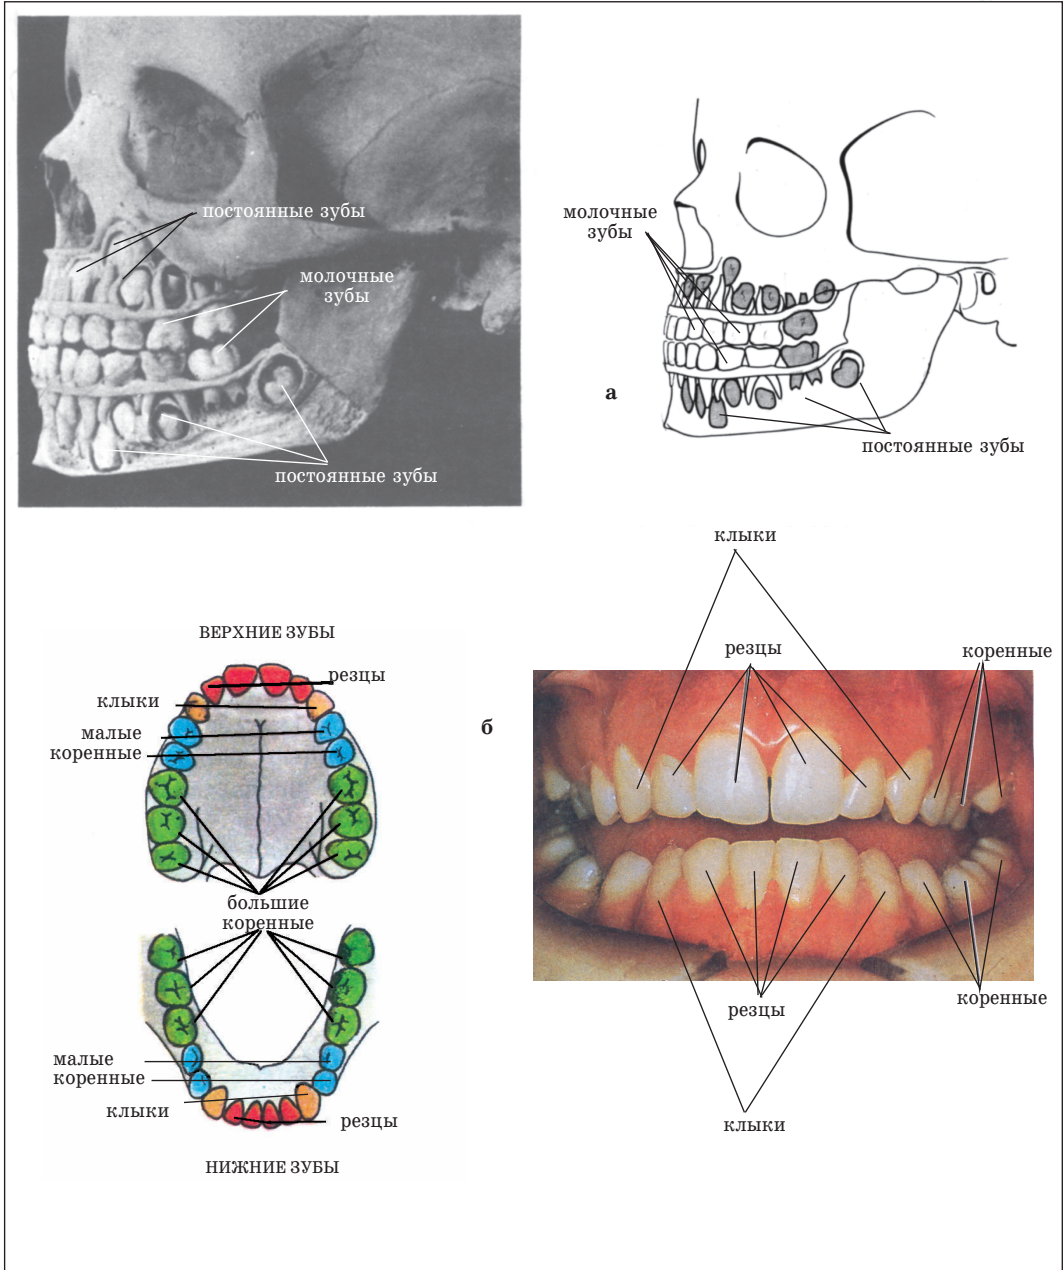 постоянные зубы
молочные
зубы
постоянные зубы
молочные
зубы
а
постоянные зубы
ВЕРХНИЕ ЗУБЫ
резцы
клыки
малые
коренные
большие
коренные
малые
коренные
клыки
резцы
НИЖНИЕ ЗУБЫ
б
клыки
резцы
коренные
резцы
коренные
клыки